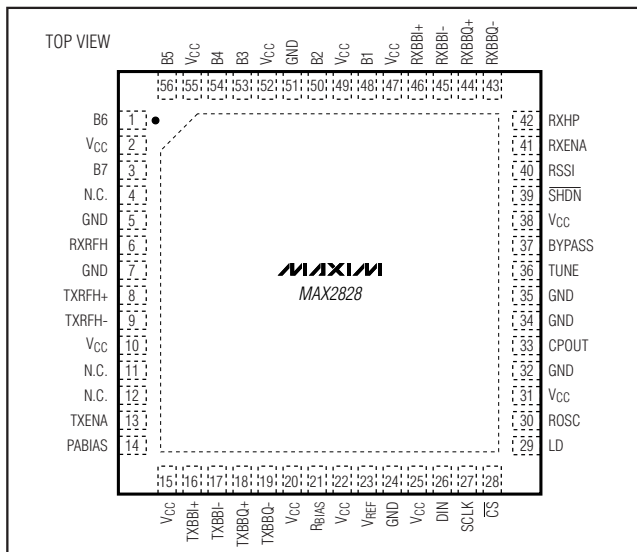 TOP VIEW
B5 VCC B4 B3 VCC GND B2 VCC B1 VCC RXBBI+ RXBBI- RXBBQ+ RXBBQ-
56 55 54 53 52 51 50 49 48 47 46 45 44 43
B6 1
VCC 2
B7 3
N.C. 4
GND 5
RXRFH 6
GND 7
TXRFH+ 8
TXRFH- 9
VCC 10
N.C. 11
N.C. 12
TXENA 13
PABIAS 14
MAXIM
MAX2828
42 RXHP
41 RXENA
40 RSSI
39 SHDN
38 VCC
37 BYPASS
36 TUNE
35 GND
34 GND
33 CPOUT
32 GND
31 VCC
30 ROSC
29 LD
15 16 17 18 19 20 21 22 23 24 25 26 27 28
VCC TXBBI+ TXBBI- TXBBQ+ TXBBQ- VCC RBIAS VCC VREF GND VCC DIN SCLK CS